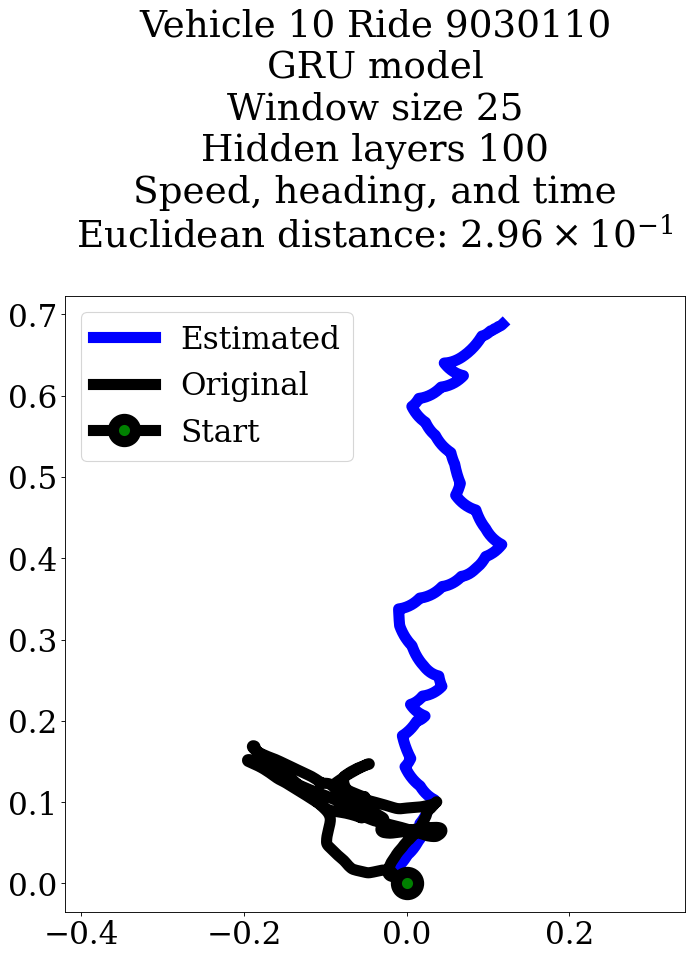 Vehicle 10 Ride 9030110
GRU model
Window size 25
Hidden layers 100
Speed, heading, and time
Euclidean distance: 2.96 × 10⁻¹
Estimated
Original
Start
0.7
0.6
0.5
0.4
0.3
0.2
0.1
0.0
−0.4 −0.2 0.0 0.2